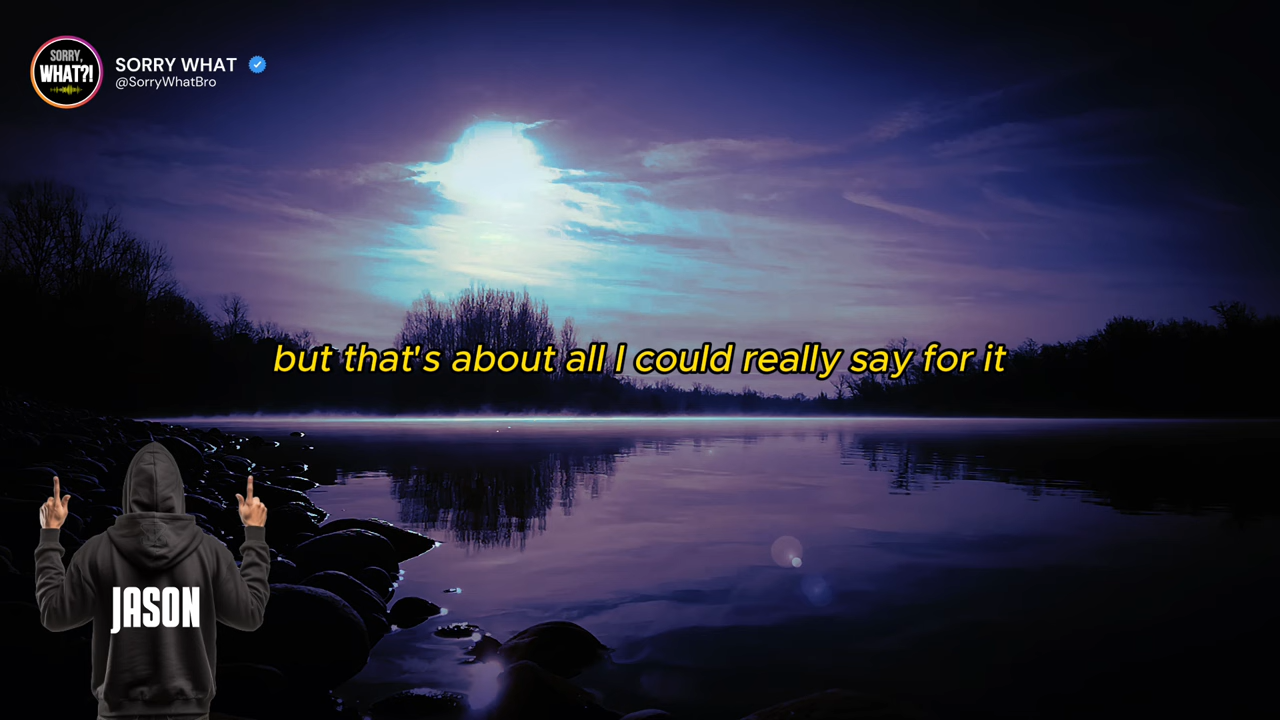 SORRY,
WHAT?!
SORRY WHAT
@SorryWhatBro
but that's about all I could really say for it
JASON